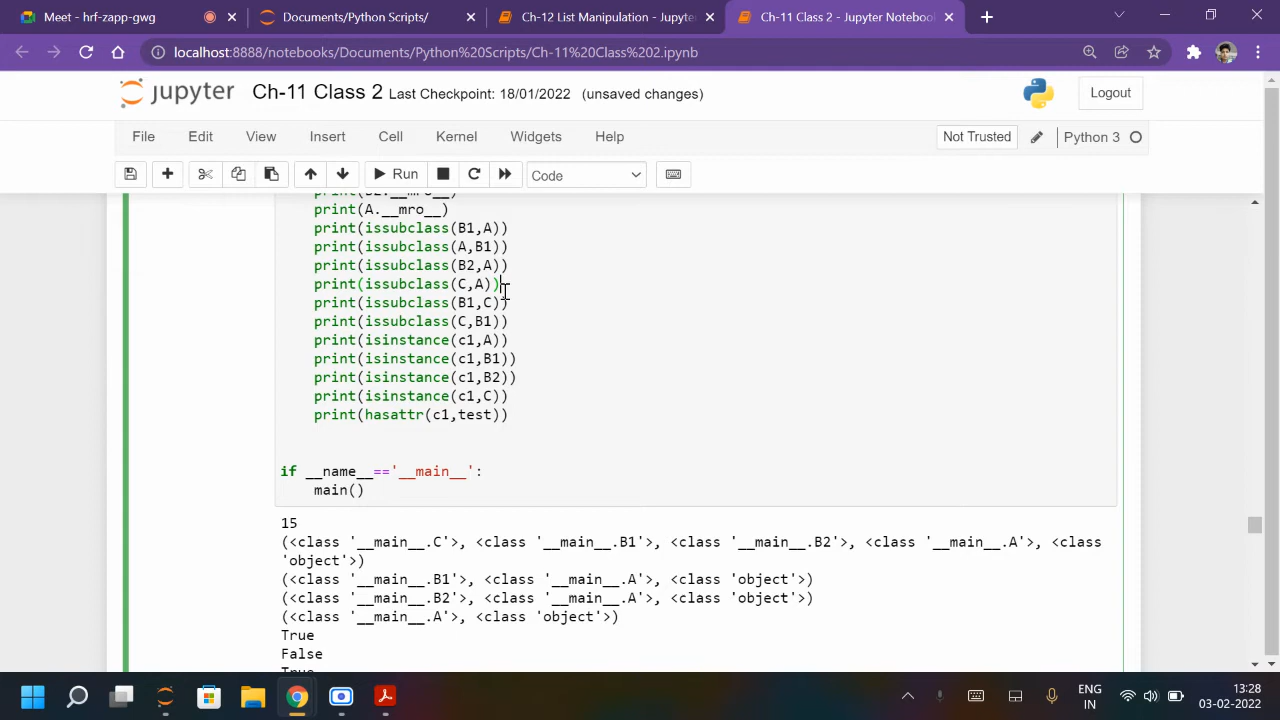 Meet - hrf-zapp-gwg
Documents/Python Scripts/
Ch-12 List Manipulation - Jupyte
Ch-11 Class 2 - Jupyter Notebook
localhost:8888/notebooks/Documents/Python%20Scripts/Ch-11%20Class%202.ipynb
jupyter Ch-11 Class 2 Last Checkpoint: 18/01/2022 (unsaved changes)
Logout
File Edit View Insert Cell Kernel Widgets Help
Not Trusted
Python 3
Run
Code
print(B2.__mro__)
print(A.__mro__)
print(issubclass(B1,A))
print(issubclass(A,B1))
print(issubclass(B2,A))
print(issubclass(C,A))
print(issubclass(B1,C))
print(issubclass(C,B1))
print(isinstance(c1,A))
print(isinstance(c1,B1))
print(isinstance(c1,B2))
print(isinstance(c1,C))
print(hasattr(c1,test))
if __name__=='__main__':
main()
15
(<class '__main__.C'>, <class '__main__.B1'>, <class '__main__.B2'>, <class '__main__.A'>, <class
'object'>)
(<class '__main__.B1'>, <class '__main__.A'>, <class 'object'>)
(<class '__main__.B2'>, <class '__main__.A'>, <class 'object'>)
(<class '__main__.A'>, <class 'object'>)
True
False
True
ENG
IN
13:28
03-02-2022